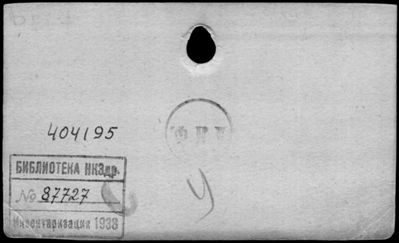 404195
БИБЛИОТЕКА НКЗдр.
№ 87727
Инвентаризация 1938
У